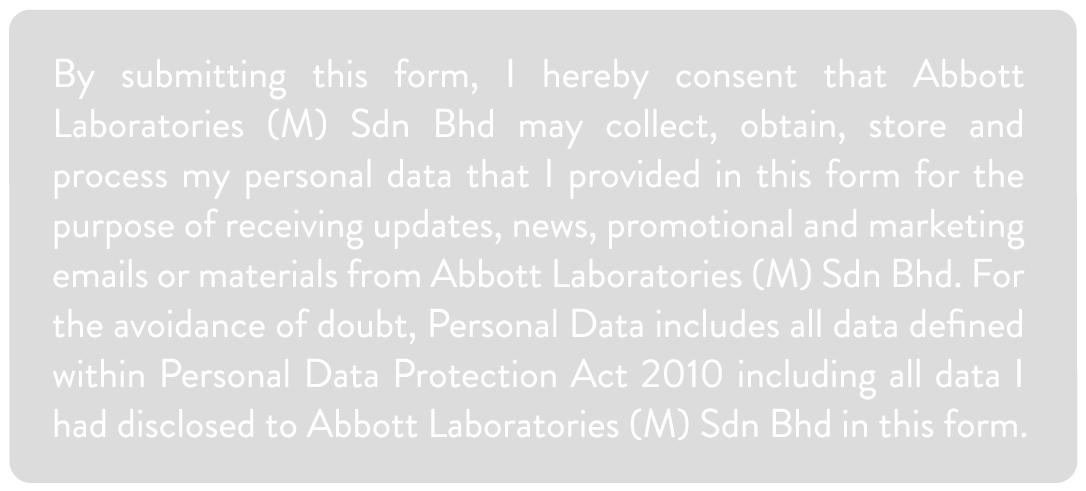 By submitting this form, I hereby consent that Abbott
Laboratories (M) Sdn Bhd may collect, obtain, store and
process my personal data that I provided in this form for the
purpose of receiving updates, news, promotional and marketing
emails or materials from Abbott Laboratories (M) Sdn Bhd. For
the avoidance of doubt, Personal Data includes all data defined
within Personal Data Protection Act 2010 including all data I
had disclosed to Abbott Laboratories (M) Sdn Bhd in this form.